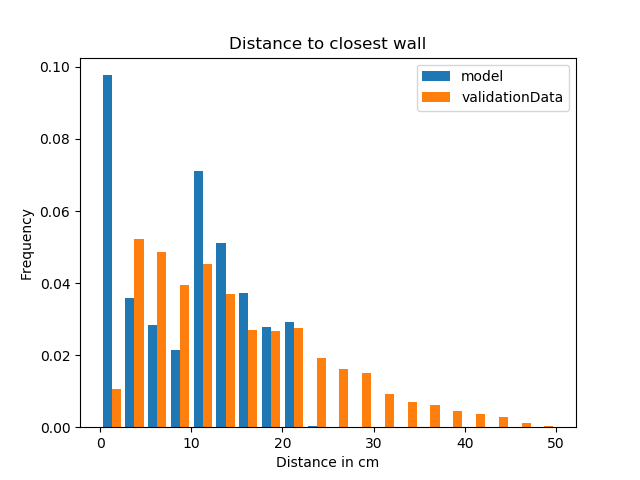 Distance to closest wall
model
validationData
0.10
0.08
0.06
0.04
0.02
0.00
Frequency
0 10 20 30 40 50
Distance in cm